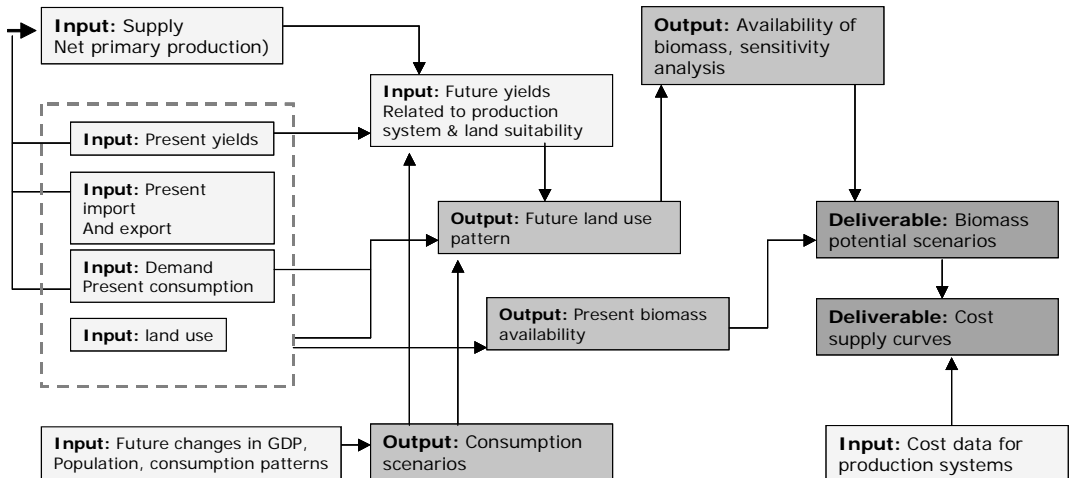 Input: Supply
Net primary production)
Output: Availability of
biomass, sensitivity
analysis
Input: Future yields
Related to production
system & land suitability
Input: Present yields
Input: Present
import
And export
Output: Future land use
pattern
Deliverable: Biomass
potential scenarios
Input: Demand
Present consumption
Input: land use
Output: Present biomass
availability
Deliverable: Cost
supply curves
Input: Future changes in GDP,
Population, consumption patterns
Output: Consumption
scenarios
Input: Cost data for
production systems